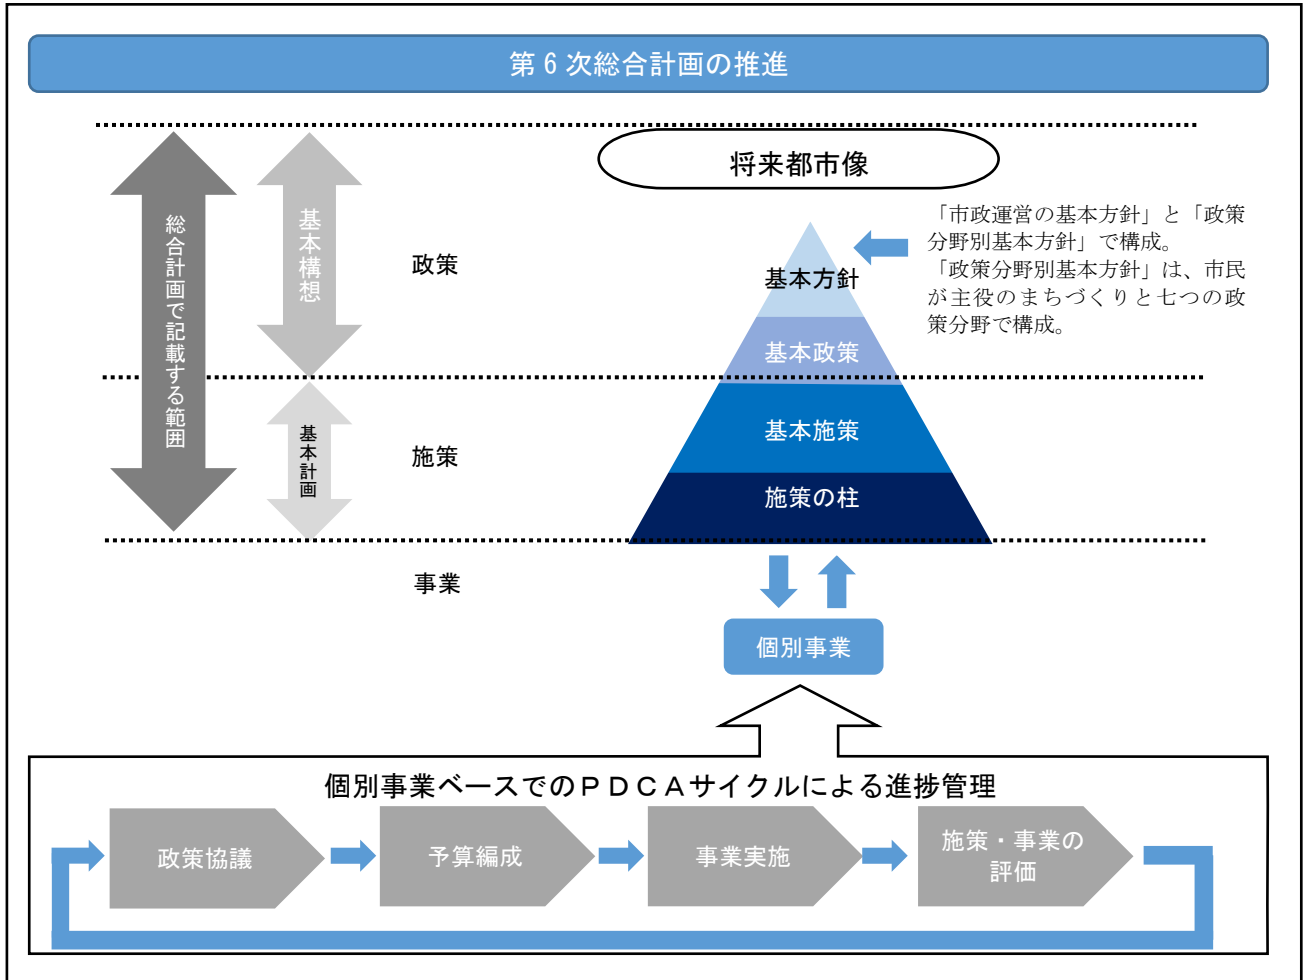 第６次総合計画の推進
将来都市像
総合計画で記載する範囲
基本構想
政策
「市政運営の基本方針」と「政策
分野別基本方針」で構成。
「政策分野別基本方針」は、市民
が主役のまちづくりと七つの政
策分野で構成。
基本方針
基本政策
基本計画
施策
基本施策
施策の柱
事業
個別事業
個別事業ベースでのＰＤＣＡサイクルによる進捗管理
政策協議
予算編成
事業実施
施策・事業の
評価